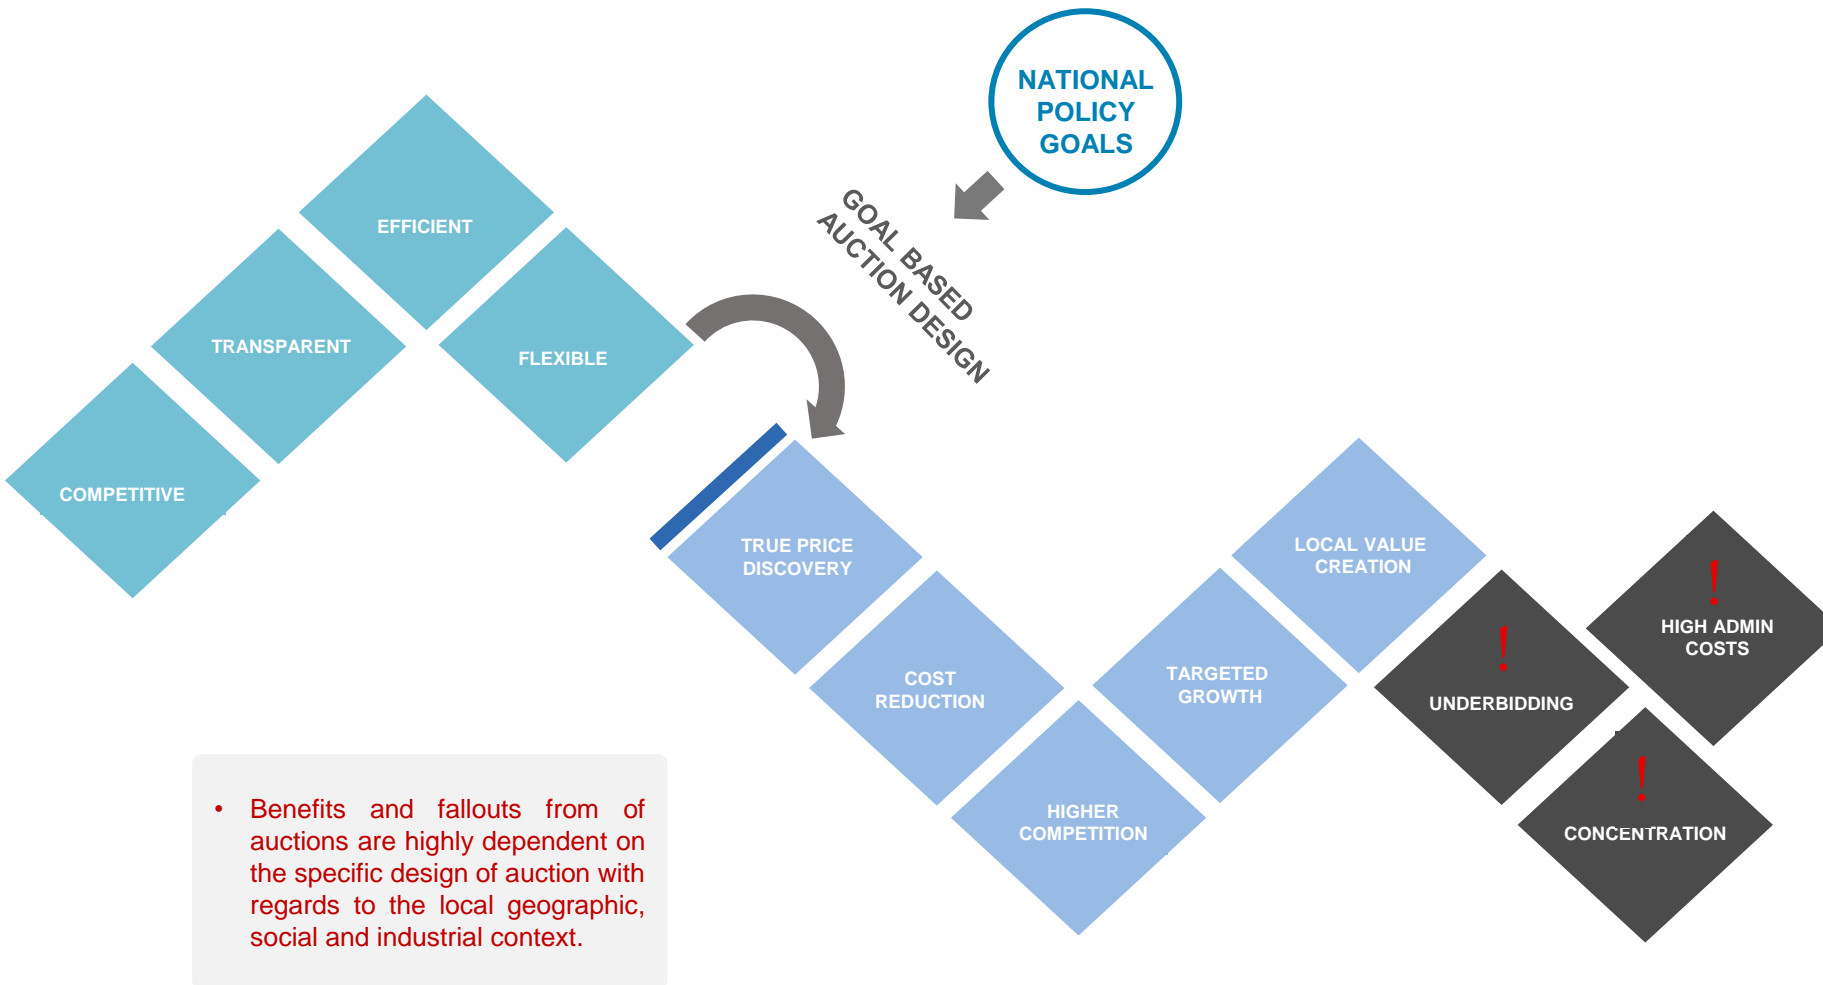 NATIONAL
POLICY
GOALS
GOAL BASED
AUCTION DESIGN
EFFICIENT
TRANSPARENT
FLEXIBLE
COMPETITIVE
TRUE PRICE
DISCOVERY
COST
REDUCTION
HIGHER
COMPETITION
TARGETED
GROWTH
LOCAL VALUE
CREATION
!
UNDERBIDDING
!
HIGH ADMIN
COSTS
!
CONCENTRATION
• Benefits and fallouts from of
auctions are highly dependent on
the specific design of auction with
regards to the local geographic,
social and industrial context.